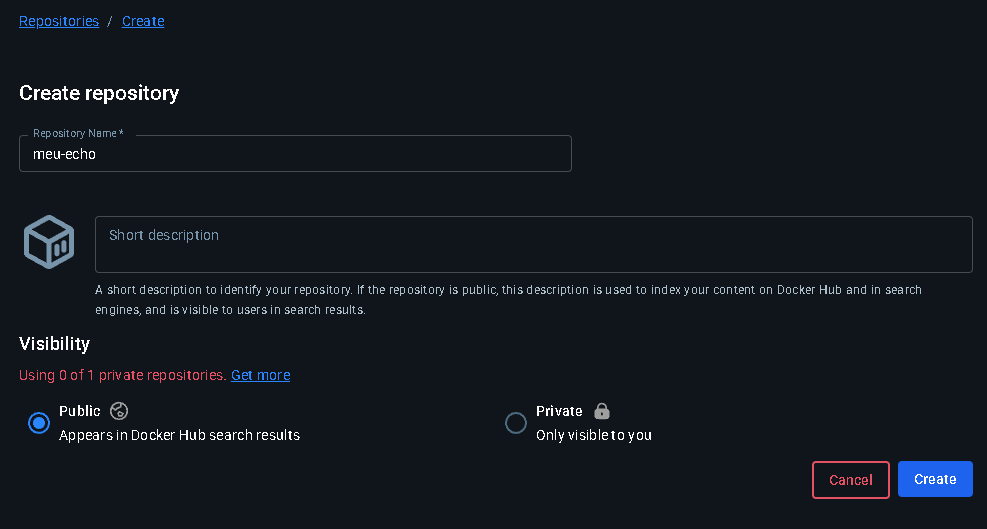 Repositories / Create
Create repository
Repository Name *
meu-echo
Short description
A short description to identify your repository. If the repository is public, this description is used to index your content on Docker Hub and in search
engines, and is visible to users in search results.
Visibility
Using 0 of 1 private repositories. Get more
Public Private
Appears in Docker Hub search results Only visible to you
Cancel Create